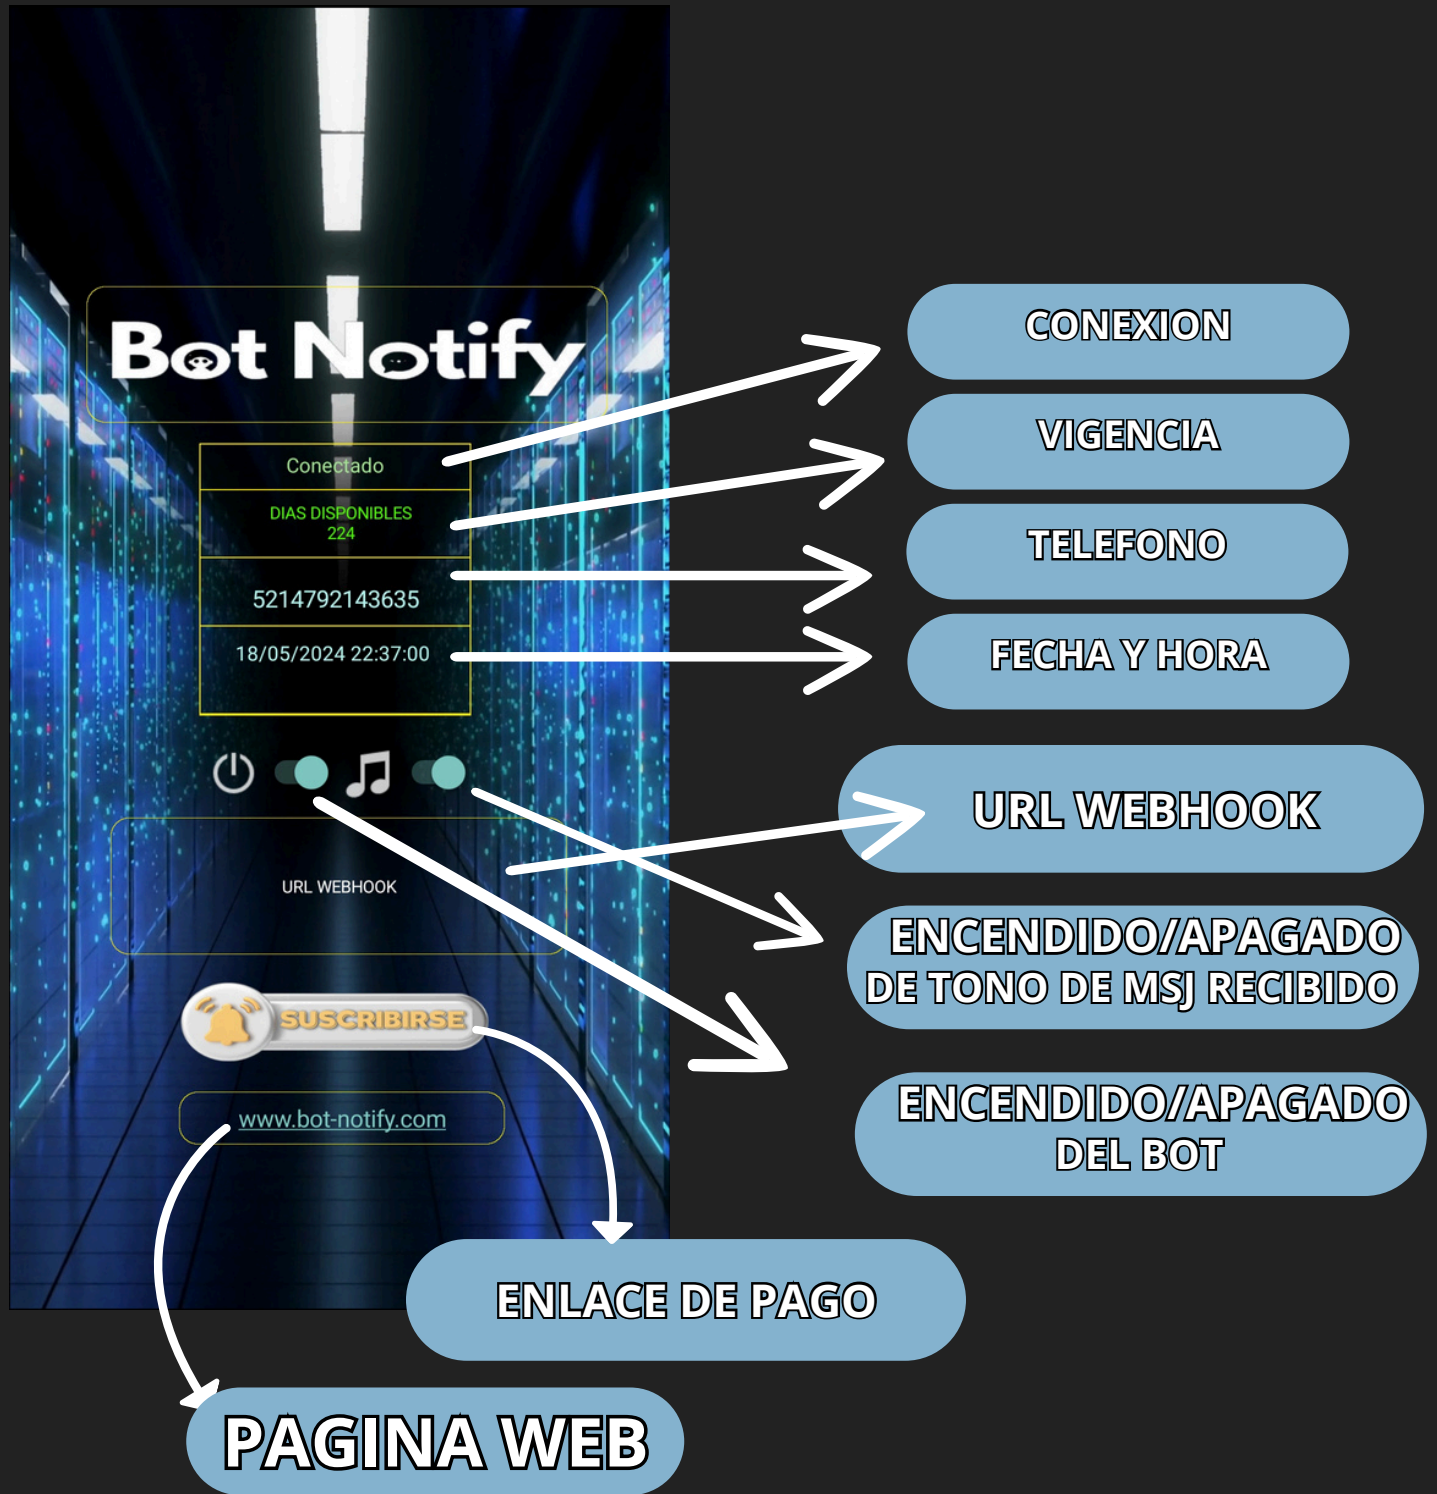 Bot Notify
Conectado
DIAS DISPONIBLES
224
5214792143635
18/05/2024 22:37:00
URL WEBHOOK
SUSCRIBIRSE
www.bot-notify.com
CONEXION
VIGENCIA
TELEFONO
FECHA Y HORA
URL WEBHOOK
ENCENDIDO/APAGADO
DE TONO DE MSJ RECIBIDO
ENCENDIDO/APAGADO
DEL BOT
ENLACE DE PAGO
PAGINA WEB